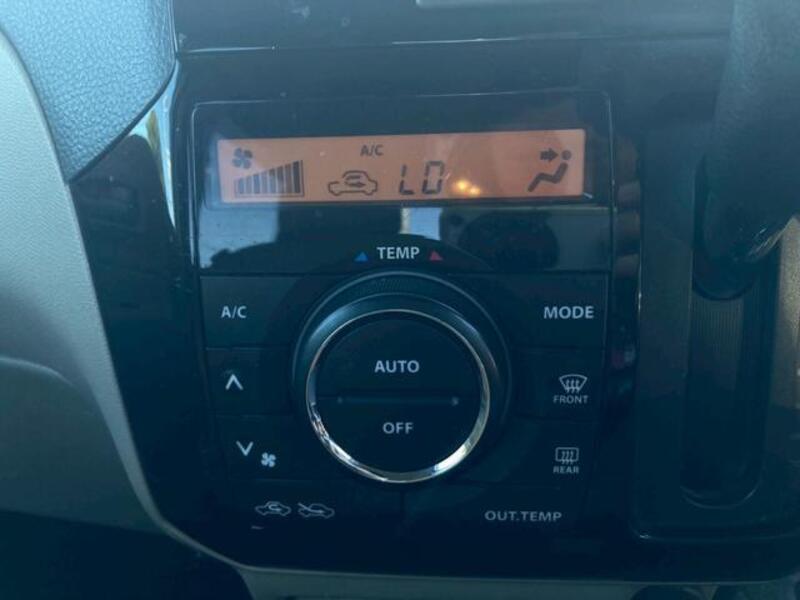 A/C
LO
TEMP
A/C
MODE
AUTO
OFF
FRONT
REAR
OUT.TEMP